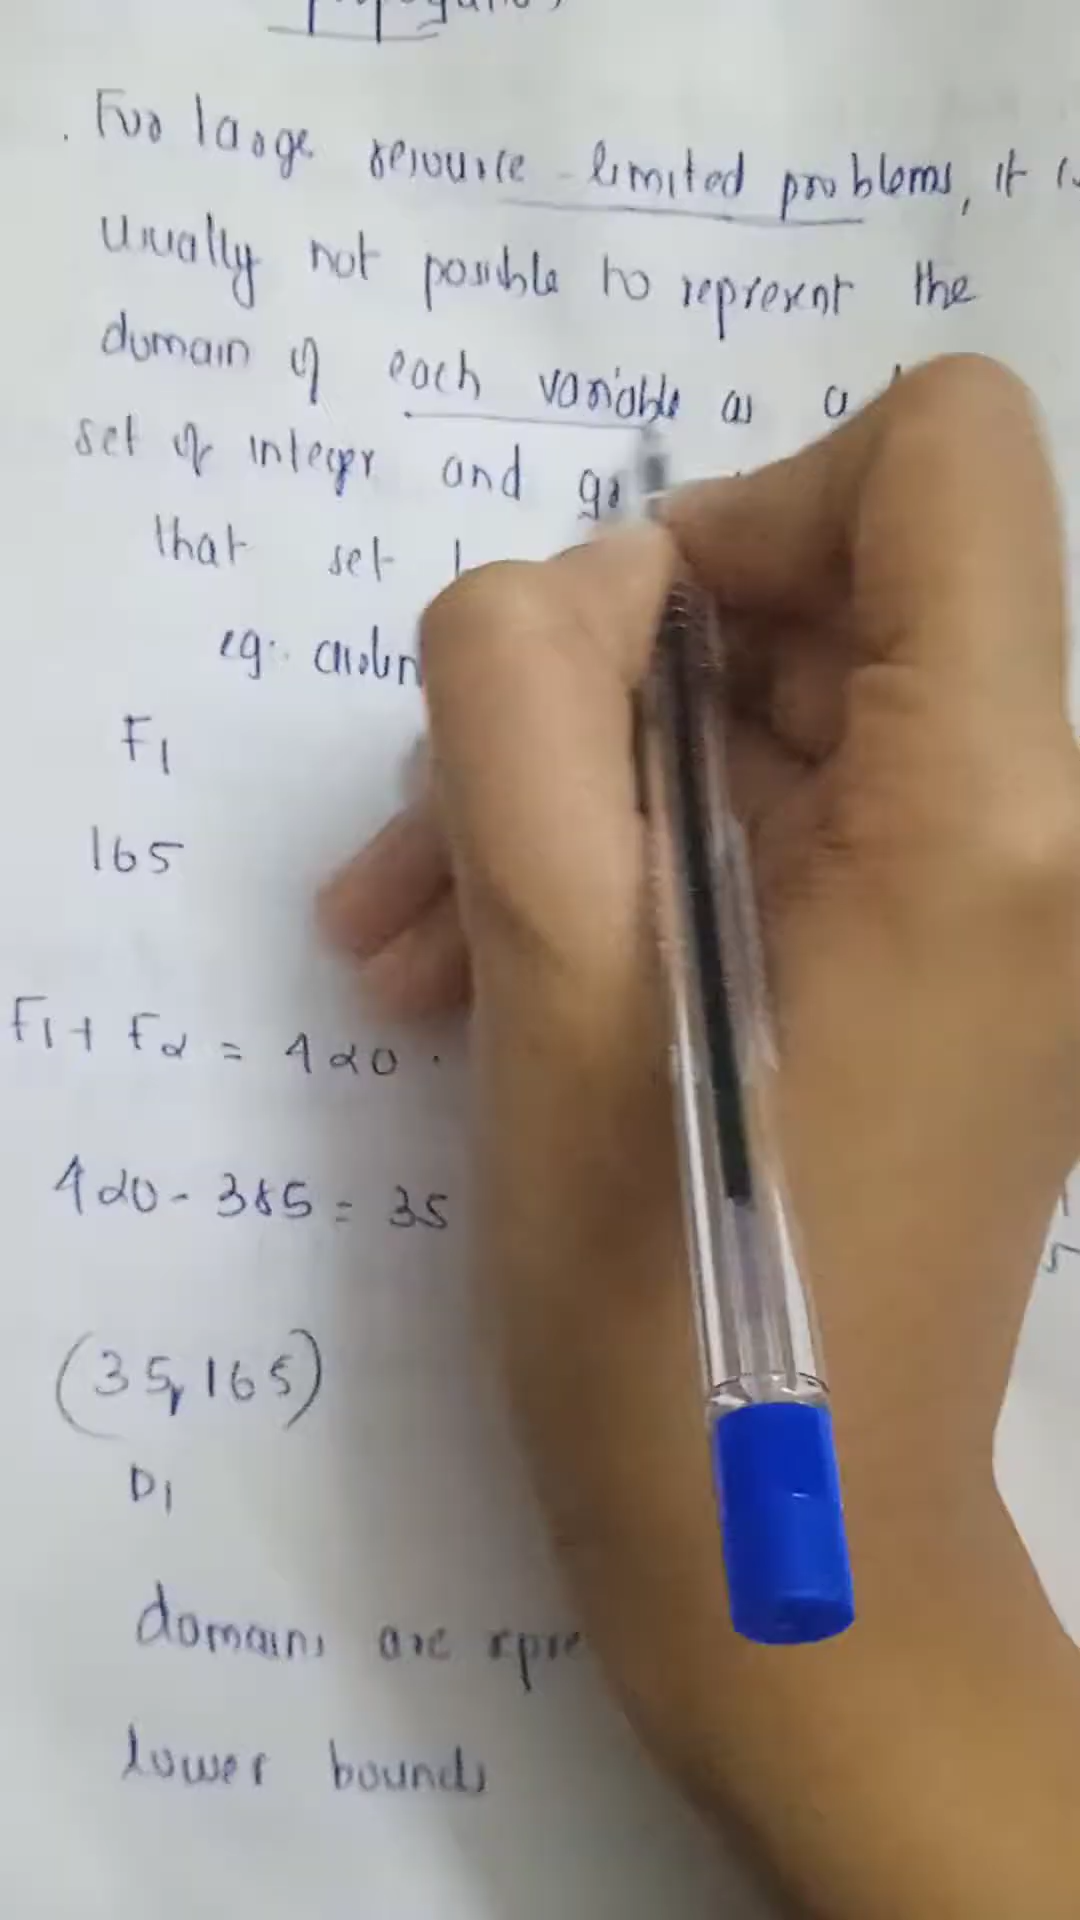 . For large resource-limited problems, it
usually not possible to represent the
domain of each variable as a
set of integer and
that set
eg:
F1
165
F1 + F2 = 420.
420 - 385 = 35
(35, 165)
D1
domains are
lower bounds